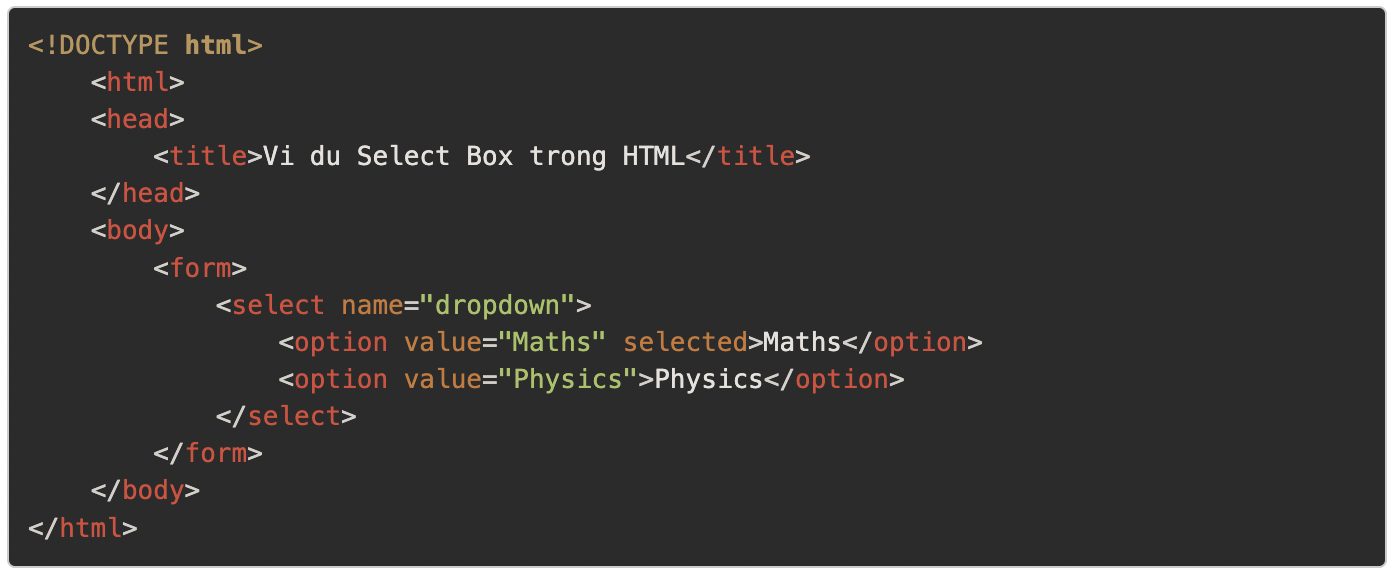 <!DOCTYPE html>
    <html>
    <head>
        <title>Vi du Select Box trong HTML</title>
    </head>
    <body>
        <form>
            <select name="dropdown">
                <option value="Maths" selected>Maths</option>
                <option value="Physics">Physics</option>
            </select>
        </form>
    </body>
</html>